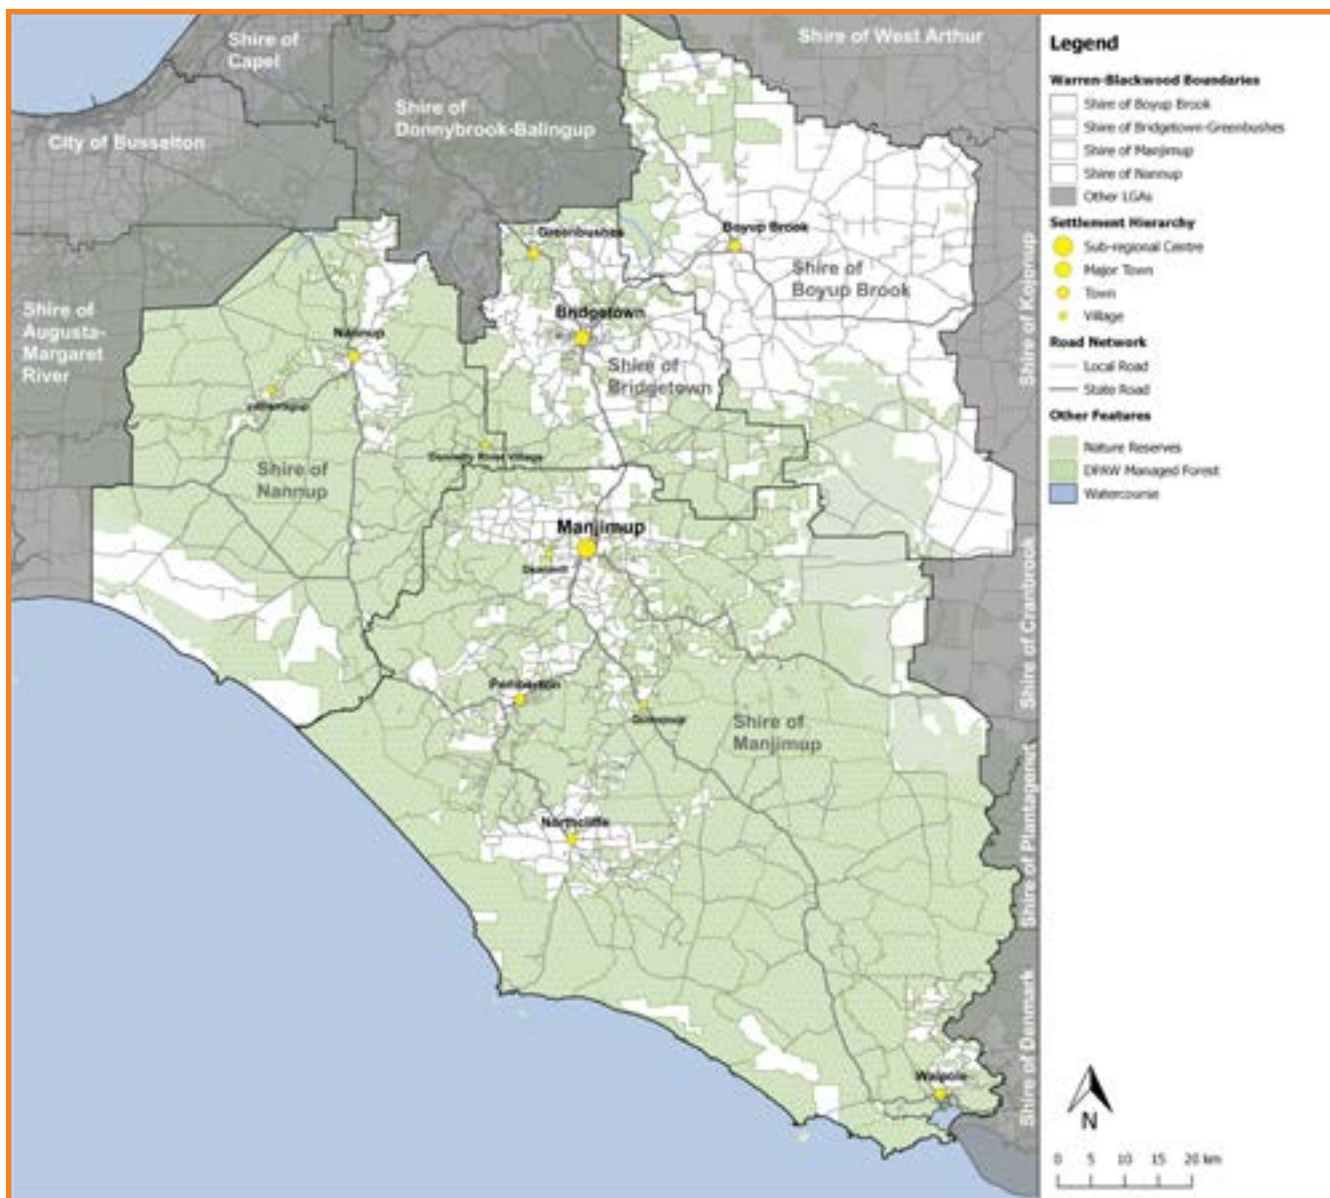 Shire of
Capel
Shire of West Arthur
Shire of
Donnybrook-Balingup
City of Busselton
Shire of
Augusta-
Margaret
River
Shire of Kojonup
Greenbushes
Boyup Brook
Shire of
Boyup Brook
Bridgetown
Shire of
Bridgetown
Nannup
Donnelly River Village
Shire of
Nannup
Manjimup
Shire of Cranbrook
Pemberton
Shire of
Manjimup
Shire of Plantagenet
Northcliffe
Shire of Denmark
Walpole
Legend
Warren-Blackwood Boundaries
Shire of Boyup Brook
Shire of Bridgetown-Greenbushes
Shire of Manjimup
Shire of Nannup
Other LGAs
Settlement Hierarchy
Sub-regional Centre
Major Town
Town
Village
Road Network
Local Road
State Road
Other Features
Nature Reserves
DPAW Managed Forest
Watercourse
N
0 5 10 15 20 km